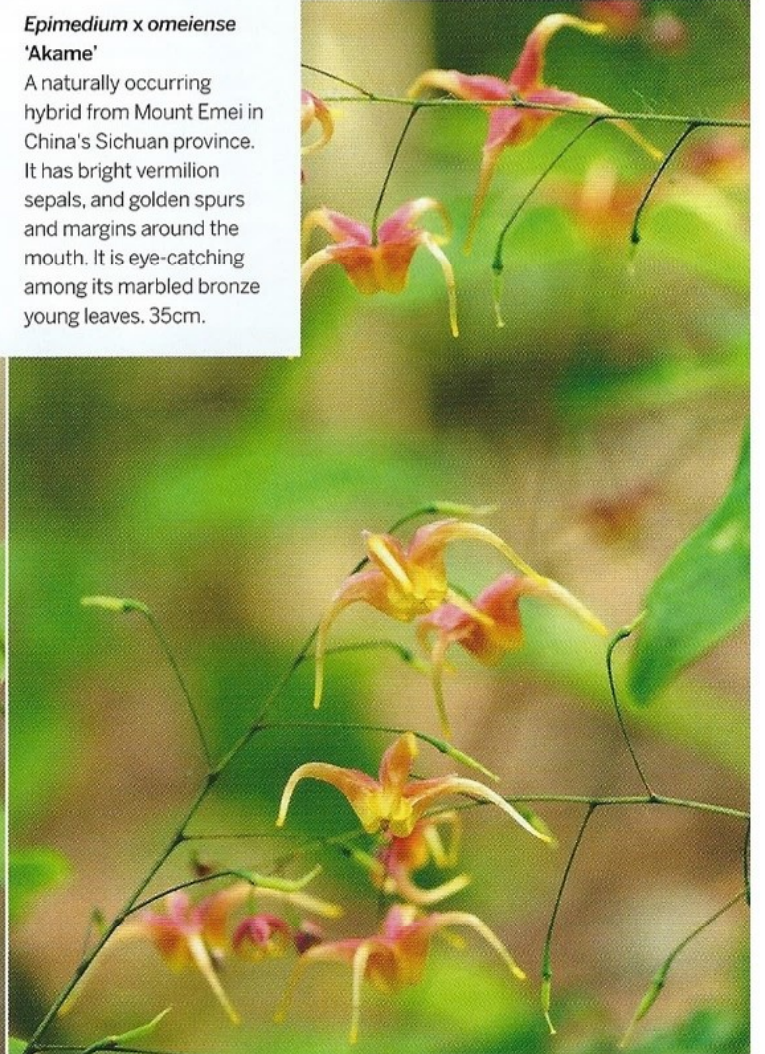 Epimedium x omeiense
‘Akame’
A naturally occurring
hybrid from Mount Emei in
China's Sichuan province.
It has bright vermilion
sepals, and golden spurs
and margins around the
mouth. It is eye-catching
among its marbled bronze
young leaves. 35cm.